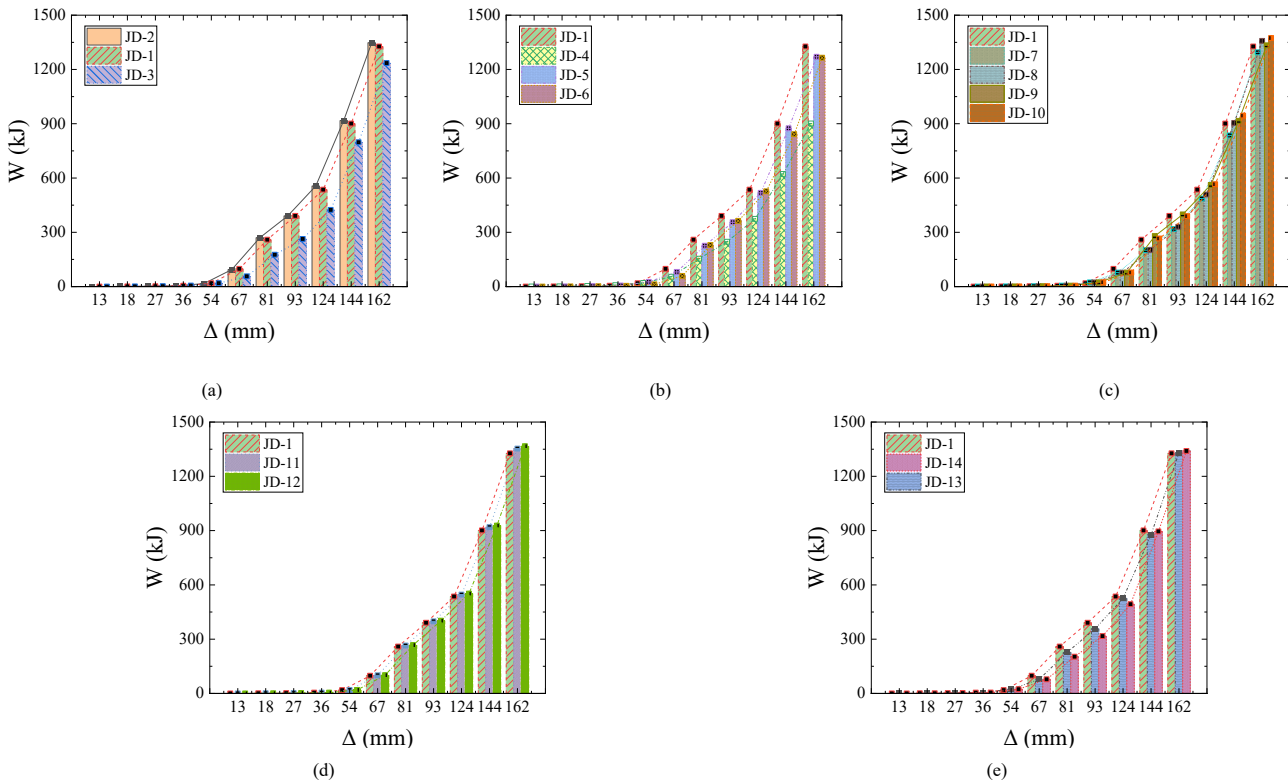 1500
1200
900
600
300
0
W (kJ)
JD-2
JD-1
JD-3
13 18 27 36 54 67 81 93 124 144 162
Δ (mm)
(a)
1500
1200
900
600
300
0
W (kJ)
JD-1
JD-4
JD-5
JD-6
13 18 27 36 54 67 81 93 124 144 162
Δ (mm)
(b)
1500
1200
900
600
300
0
W (kJ)
JD-1
JD-7
JD-8
JD-9
JD-10
13 18 27 36 54 67 81 93 124 144 162
Δ (mm)
(c)
1500
1200
900
600
300
0
W (kJ)
JD-1
JD-11
JD-12
13 18 27 36 54 67 81 93 124 144 162
Δ (mm)
(d)
1500
1200
900
600
300
0
W (kJ)
JD-1
JD-14
JD-13
13 18 27 36 54 67 81 93 124 144 162
Δ (mm)
(e)